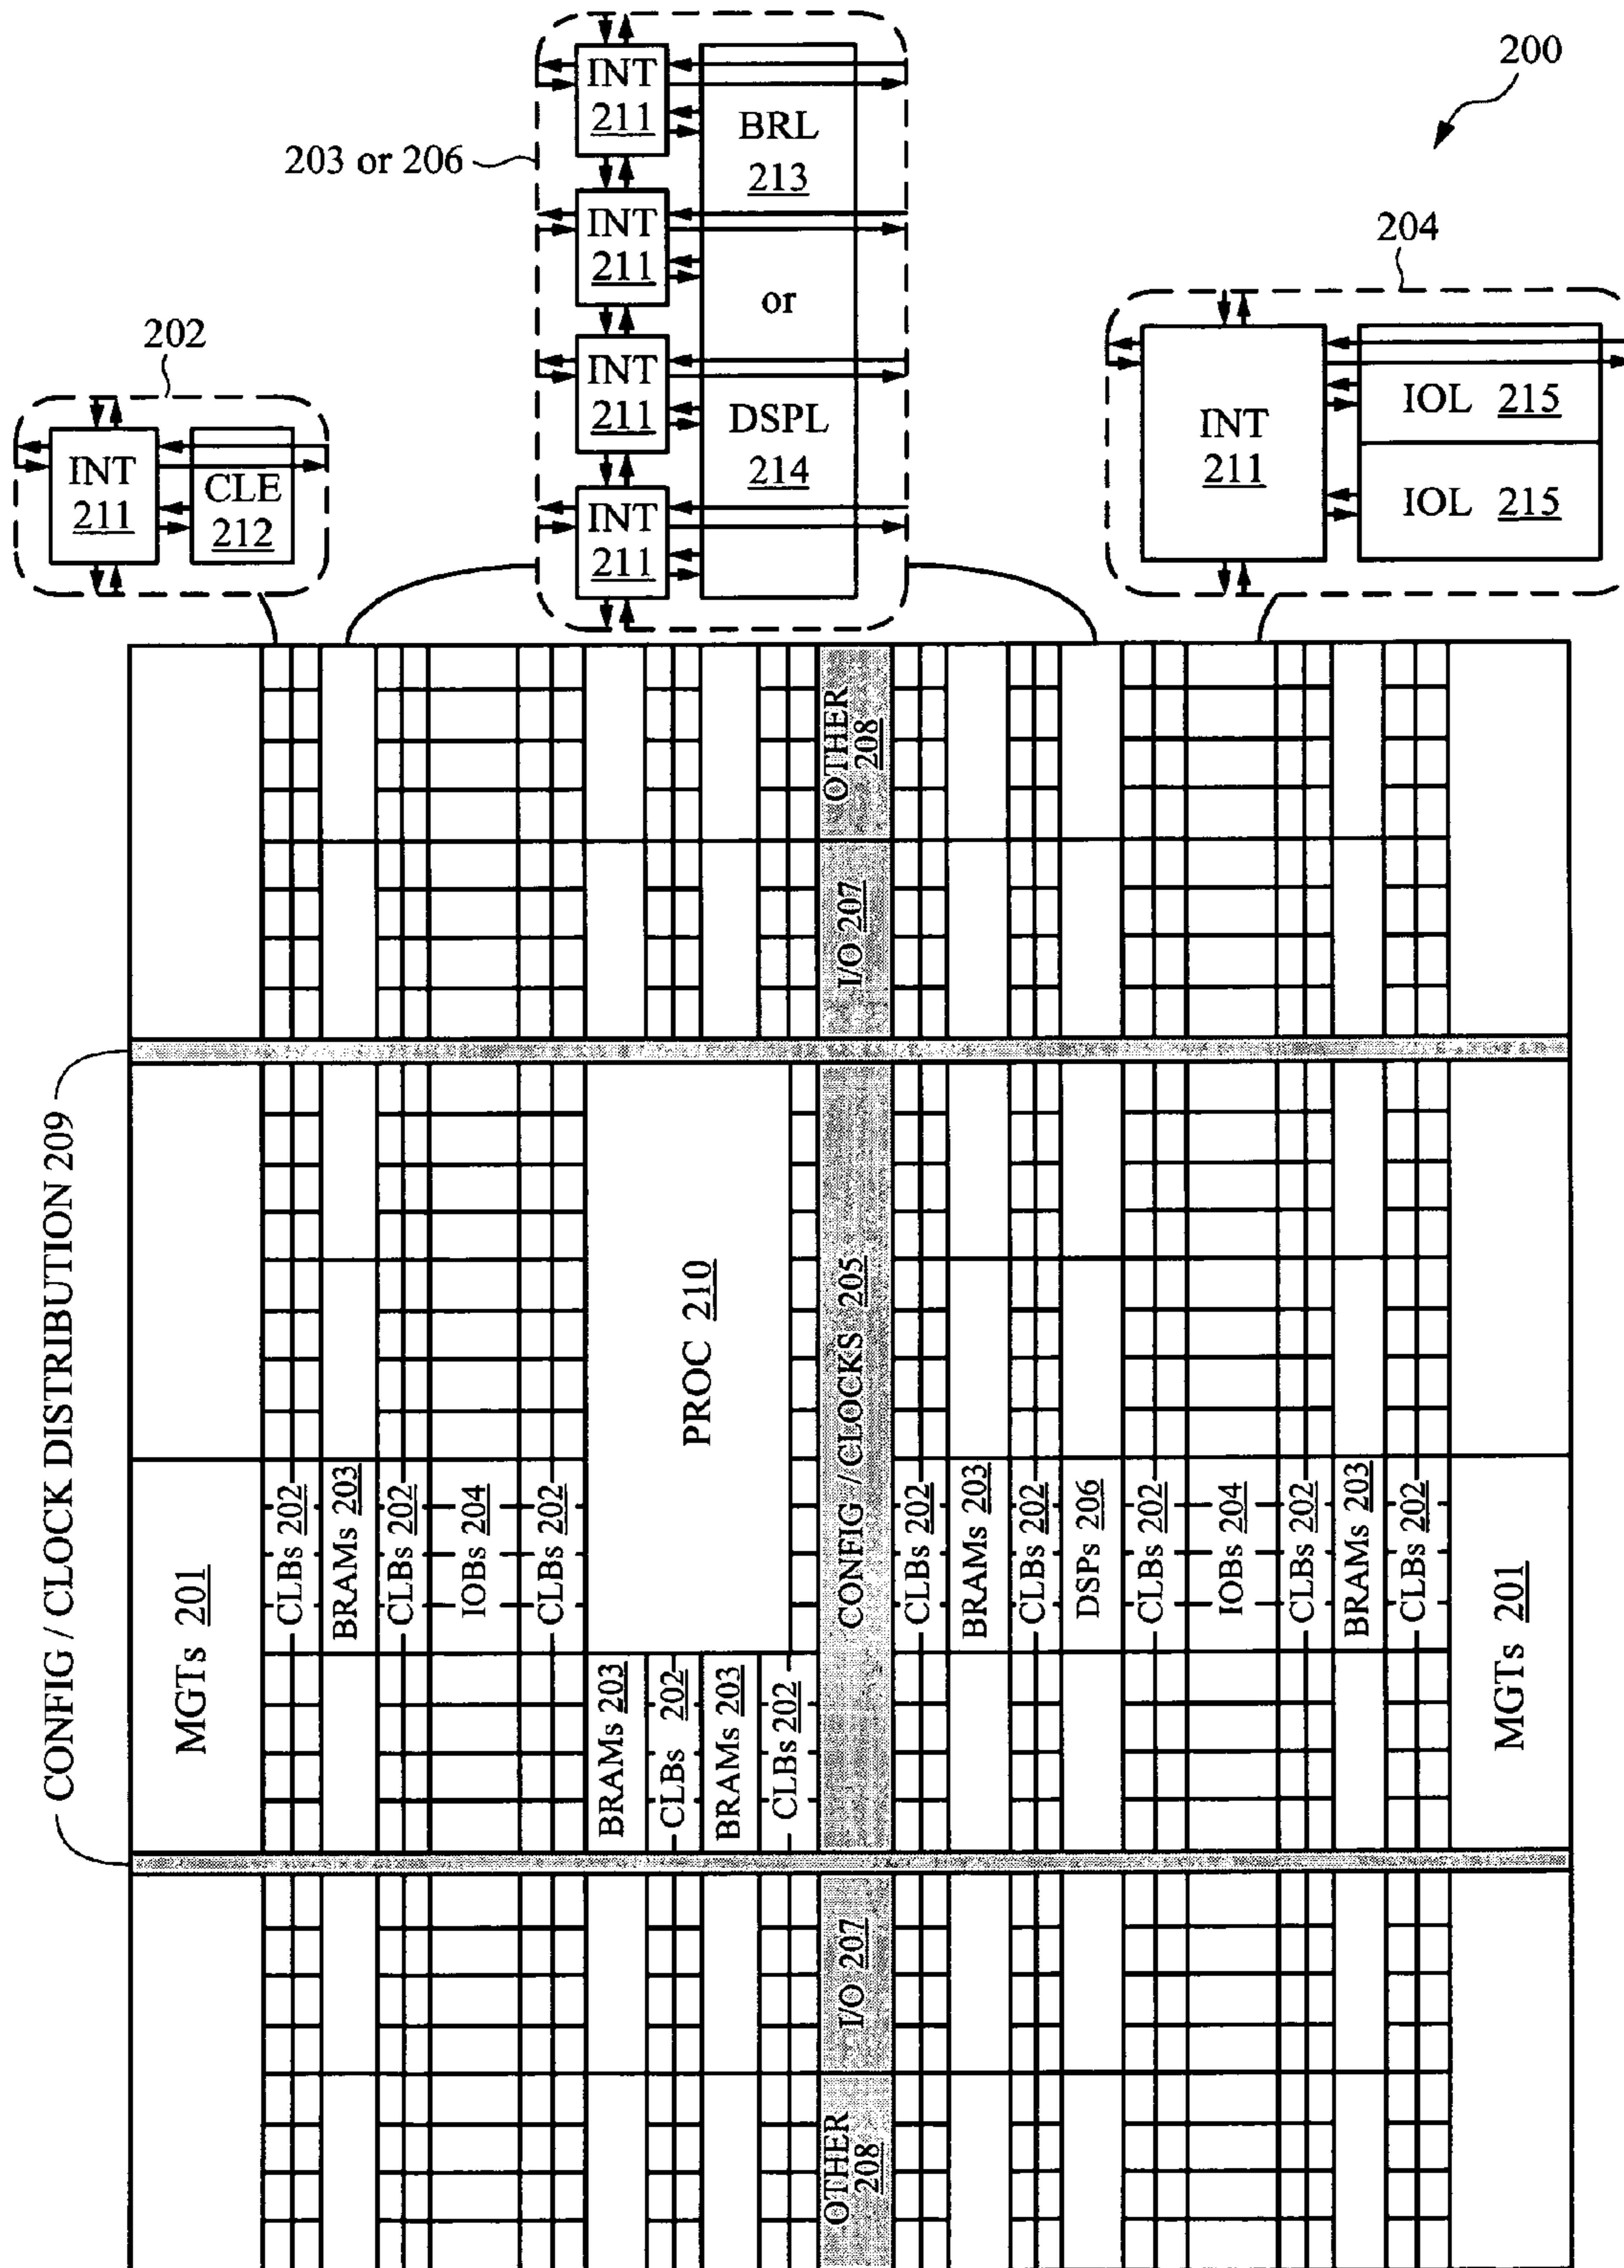 200
203 or 206
INT
211
INT
211
INT
211
INT
211
BRL
213
or
DSPL
214
204
INT
211
IOL 215
IOL 215
202
INT
211
CLE
212
OTHER
208
I/O 207
CONFIG / CLOCK DISTRIBUTION 209
PROC 210
CONFIG / CLOCKS 205
MGTs 201
CLBs 202
BRAMs 203
CLBs 202
IOBs 204
CLBs 202
BRAMs 203
CLBs 202
BRAMs 203
CLBs 202
CLBs 202
BRAMs 203
CLBs 202
DSPs 206
CLBs 202
IOBs 204
CLBs 202
BRAMs 203
CLBs 202
MGTs 201
I/O 207
OTHER
208